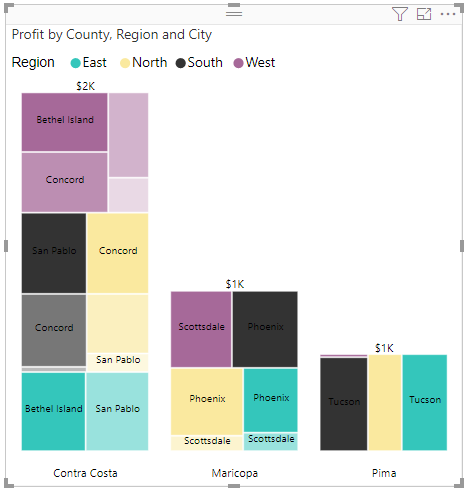 Profit by County, Region and City
Region East North South West
$2K
Bethel Island
Concord
San Pablo Concord
Concord
San Pablo
Bethel Island San Pablo
Contra Costa
$1K
Scottsdale Phoenix
Phoenix Phoenix
Scottsdale Scottsdale
Maricopa
$1K
Tucson Tucson
Pima